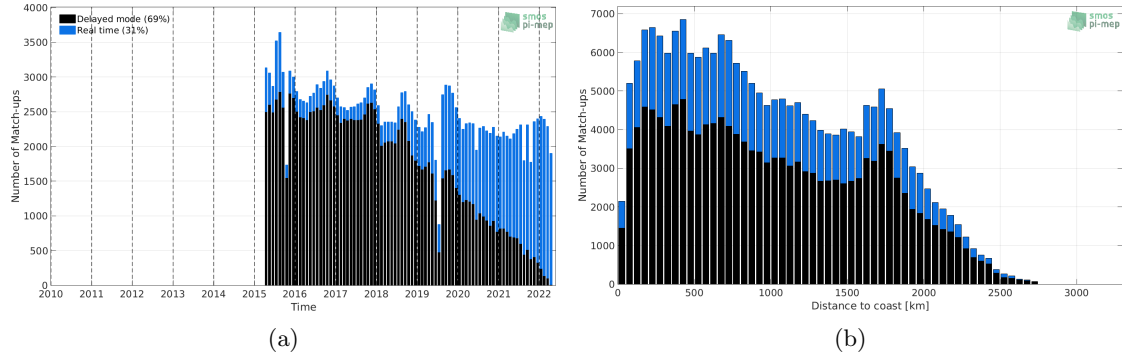 Delayed mode (69%)
Real time (31%)
smos
pi-mep
Number of Match-ups
4000
3500
3000
2500
2000
1500
1000
500
0
2010 2011 2012 2013 2014 2015 2016 2017 2018 2019 2020 2021 2022
Time
(a)
smos
pi-mep
Number of Match-ups
7000
6000
5000
4000
3000
2000
1000
0
0 500 1000 1500 2000 2500 3000
Distance to coast [km]
(b)